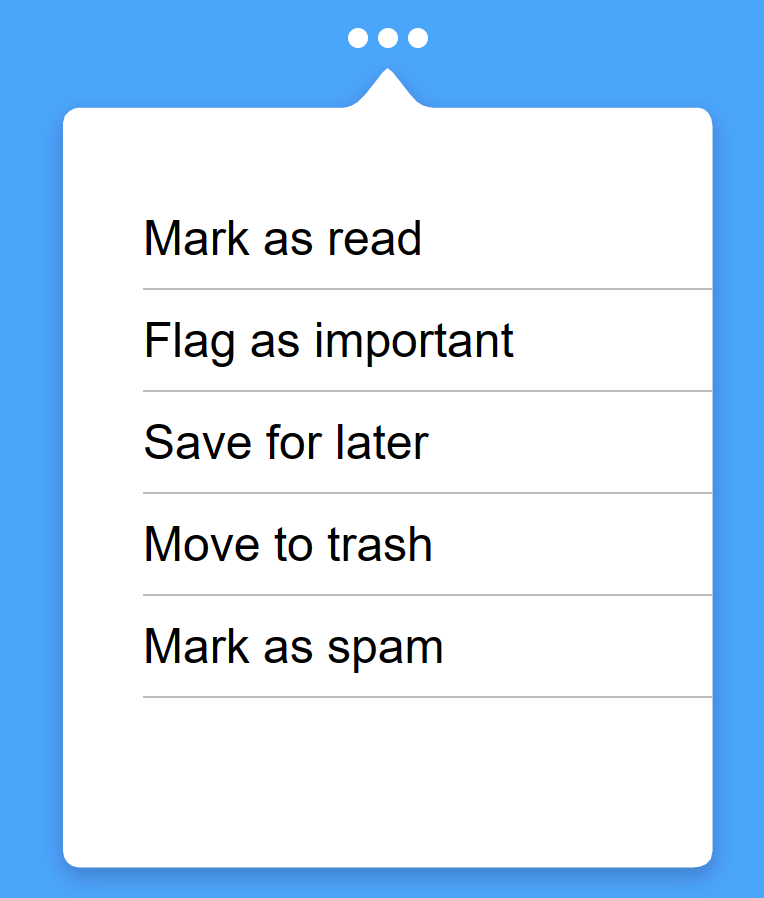 Mark as read
Flag as important
Save for later
Move to trash
Mark as spam